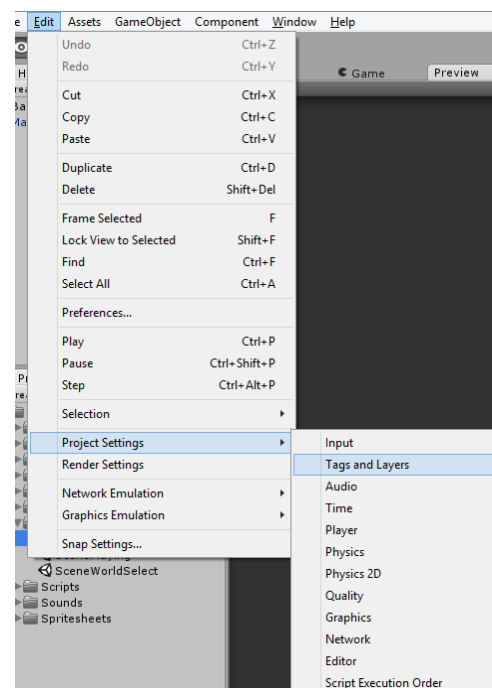 e Edit Assets GameObject Component Window Help
Undo Ctrl+Z
Redo Ctrl+Y
Game Preview
Cut Ctrl+X
Copy Ctrl+C
Paste Ctrl+V
Duplicate Ctrl+D
Delete Shift+Del
Frame Selected F
Lock View to Selected Shift+F
Find Ctrl+F
Select All Ctrl+A
Preferences...
Play Ctrl+P
Pause Ctrl+Shift+P
Step Ctrl+Alt+P
Selection
Project Settings
Render Settings
Network Emulation
Graphics Emulation
Snap Settings...
Input
Tags and Layers
Audio
Time
Player
Physics
Physics 2D
Quality
Graphics
Network
Editor
Script Execution Order
SceneWorldSelect
Scripts
Sounds
Spritesheets